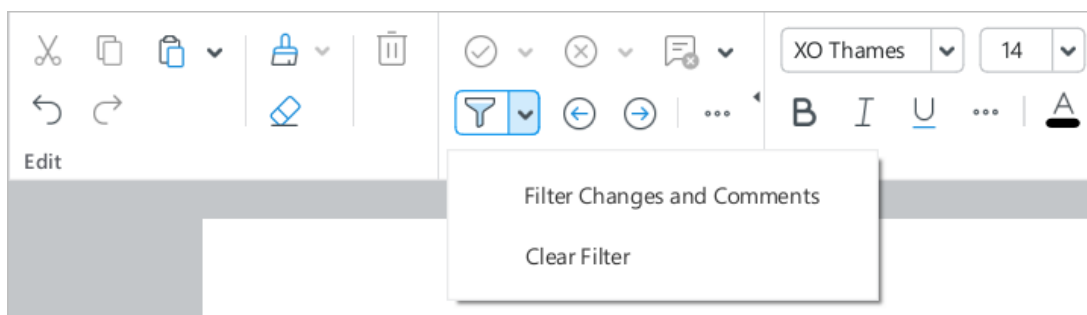 XO Thames
14
B I U
A
Edit
Filter Changes and Comments
Clear Filter